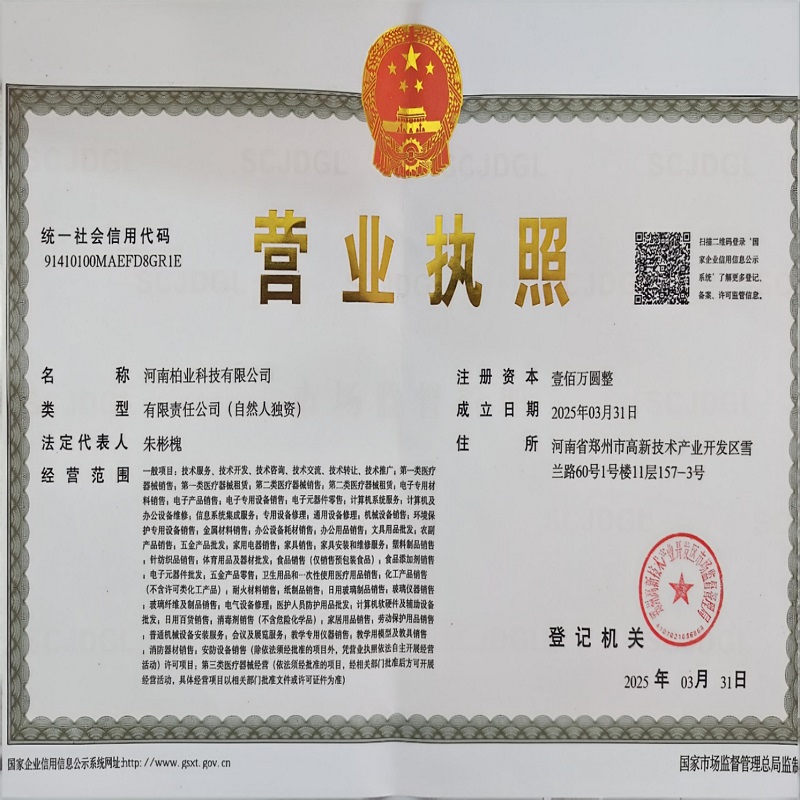 营业执照
统一社会信用代码
91410100MAEFD8GR1E
扫描二维码登录‘国
家企业信用信息公示
系统’了解更多登记、
备案、许可监管信息。
名称 河南柏业科技有限公司
类型 有限责任公司（自然人独资）
法定代表人 朱彬槐
经营范围 一般项目：技术服务、技术开发、技术咨询、技术交流、技术转让、技术推广；第一类医疗
器械销售；第一类医疗器械租赁；第二类医疗器械销售；第二类医疗器械租赁；电子专用材
料销售；电子产品销售；电子专用设备销售；电子元器件零售；计算机系统服务；计算机及
办公设备维修；信息系统集成服务；专用设备修理；通用设备修理；机械设备销售；环境保
护专用设备销售；金属材料销售；办公设备耗材销售；办公用品销售；文具用品批发；农副
产品销售；五金产品批发；家用电器销售；家具销售；家具安装和维修服务；塑料制品销售
；针纺织品销售；体育用品及器材批发；食品销售（仅销售预包装食品）；食品添加剂销售
；电子元器件批发；五金产品零售；卫生用品和一次性使用医疗用品销售；化工产品销售
（不含许可类化工产品）；耐火材料销售；纸制品销售；日用玻璃制品销售；玻璃仪器销售
；玻璃纤维及制品销售；电气设备修理；医护人员防护用品批发；计算机软硬件及辅助设备
批发；日用百货销售；消毒剂销售（不含危险化学品）；家居用品销售；劳动保护用品销售
；普通机械设备安装服务；会议及展览服务；教学专用仪器销售；教学用模型及教具销售
；消防器材销售；安防设备销售（除依法须经批准的项目外，凭营业执照依法自主开展经营
活动）许可项目：第三类医疗器械经营（依法须经批准的项目，经相关部门批准后方可开展
经营活动，具体经营项目以相关部门批准文件或许可证件为准）
注册资本 壹佰万圆整
成立日期 2025年03月31日
住所 河南省郑州市高新技术产业开发区雪
兰路60号1号楼11层157-3号
登记机关
2025 年 03月 31日
国家企业信用信息公示系统网址:http://www.gsxt.gov.cn
国家市场监督管理总局监制